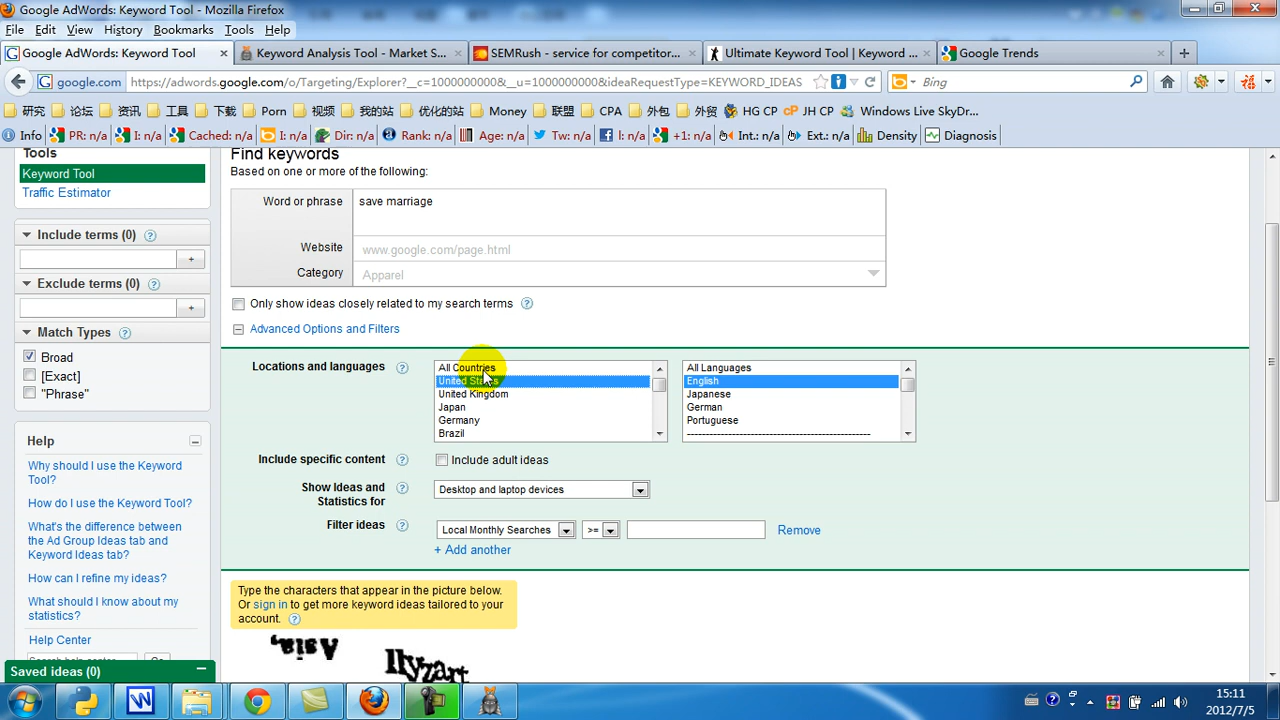 Google AdWords: Keyword Tool - Mozilla Firefox
File Edit View History Bookmarks Tools Help
Google AdWords: Keyword Tool × Keyword Analysis Tool - Market S... × SEMRush - service for competitor... × Ultimate Keyword Tool | Keyword ... × Google Trends ×
google.com https://adwords.google.com/o/Targeting/Explorer?__c=1000000000&__u=1000000000&ideaRequestType=KEYWORD_IDEAS Bing
研究 论坛 资讯 工具 下载 Porn 视频 我的站 优化的站 Money 联盟 CPA 外包 外贸 HG CP JH CP Windows Live SkyDr...
Info PR: n/a I: n/a Cached: n/a I: n/a Dir: n/a Rank: n/a Age: n/a Tw: n/a I: n/a +1: n/a Int.: n/a Ext.: n/a Density Diagnosis
Tools
Keyword Tool
Traffic Estimator
Include terms (0)
Exclude terms (0)
Match Types
Broad
[Exact]
"Phrase"
Help
Why should I use the Keyword
Tool?
How do I use the Keyword Tool?
What's the difference between
the Ad Group Ideas tab and
Keyword Ideas tab?
How can I refine my ideas?
What should I know about my
statistics?
Help Center
Search help center Go
Saved ideas (0)
Find keywords
Based on one or more of the following:
Word or phrase save marriage
Website www.google.com/page.html
Category Apparel
Only show ideas closely related to my search terms
Advanced Options and Filters
Locations and languages
All Countries
United States
United Kingdom
Japan
Germany
Brazil
All Languages
English
Japanese
German
Portuguese
Include specific content Include adult ideas
Show Ideas and
Statistics for
Desktop and laptop devices
Filter ideas Local Monthly Searches >= Remove
+ Add another
Type the characters that appear in the picture below.
Or sign in to get more keyword ideas tailored to your
account.
15:11
2012/7/5